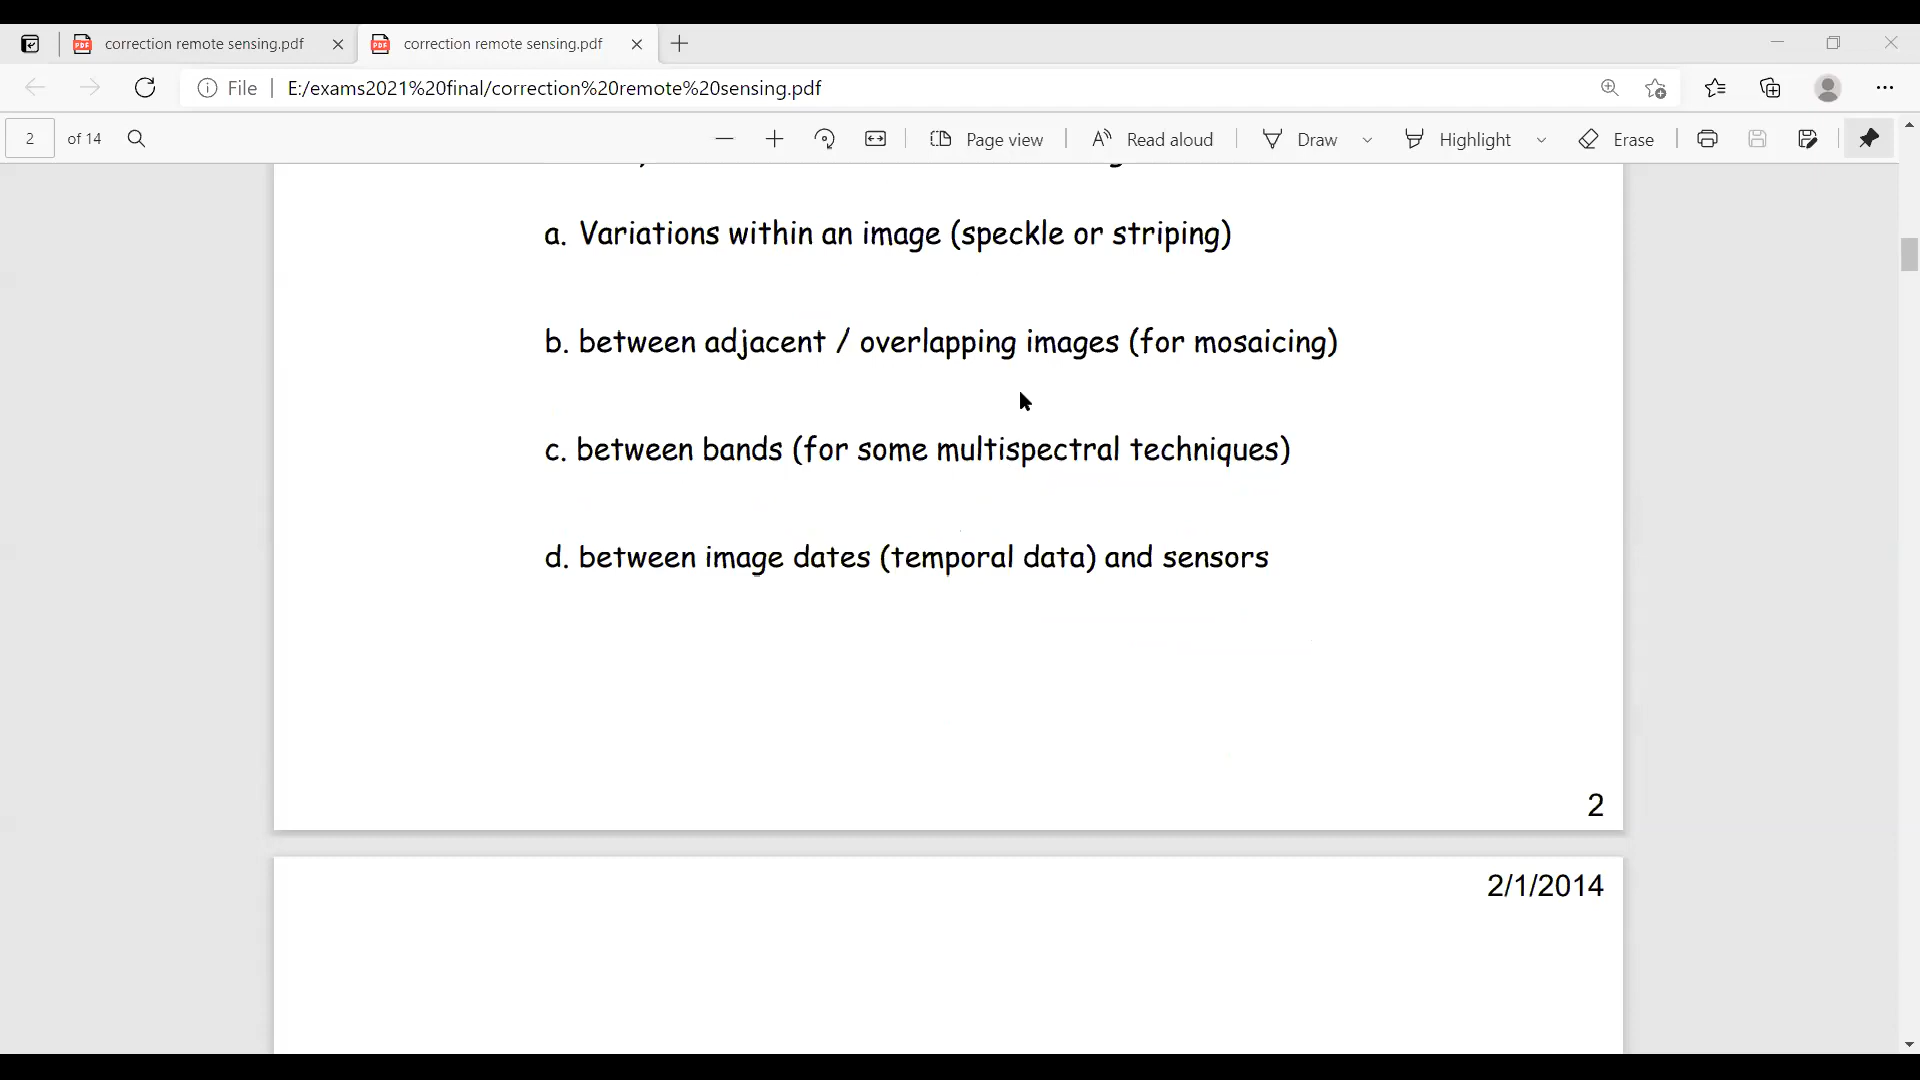 correction remote sensing.pdf
correction remote sensing.pdf
File
E:/exams2021%20final/correction%20remote%20sensing.pdf
2 of 14
Page view
Read aloud
Draw
Highlight
Erase
a. Variations within an image (speckle or striping)
b. between adjacent / overlapping images (for mosaicing)
c. between bands (for some multispectral techniques)
d. between image dates (temporal data) and sensors
2
2/1/2014